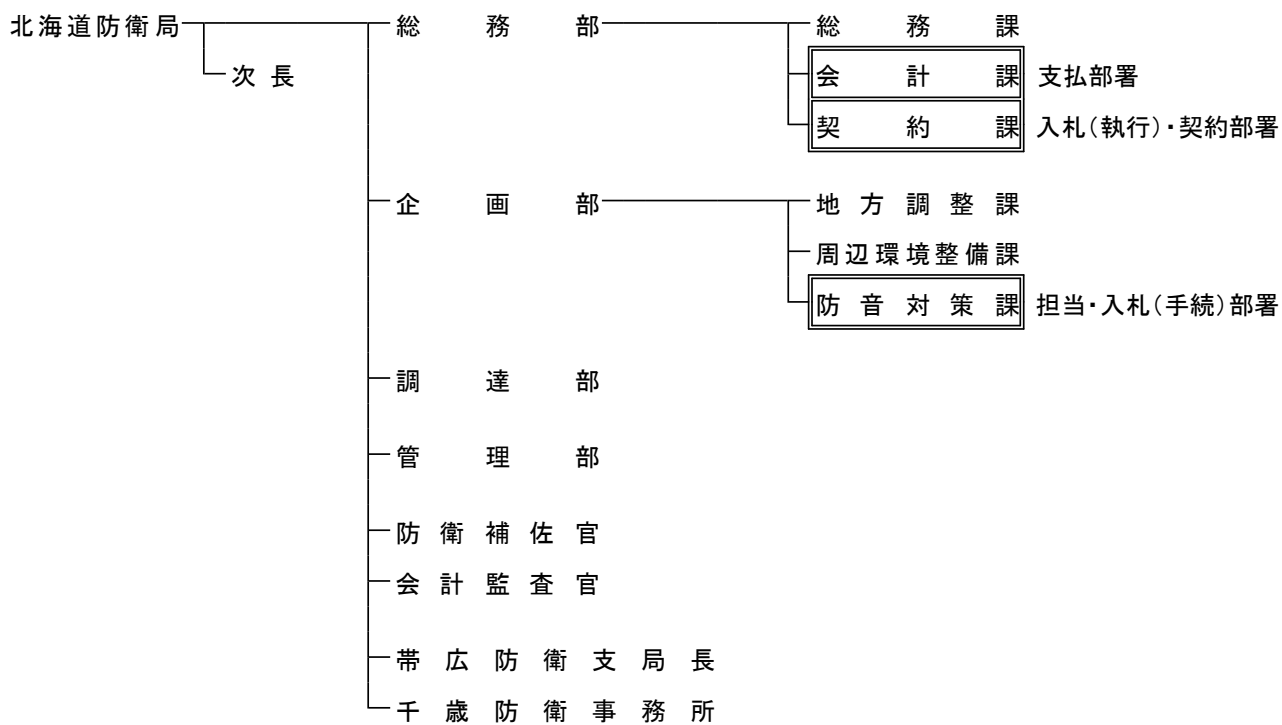 北海道防衛局 総務部 総務課
次長 会計課 支払部署
契約課 入札(執行)・契約部署
企画部 地方調整課
周辺環境整備課
防音対策課 担当・入札(手続)部署
調達部
管理部
防衛補佐官
会計監査官
帯広防衛支局長
千歳防衛事務所